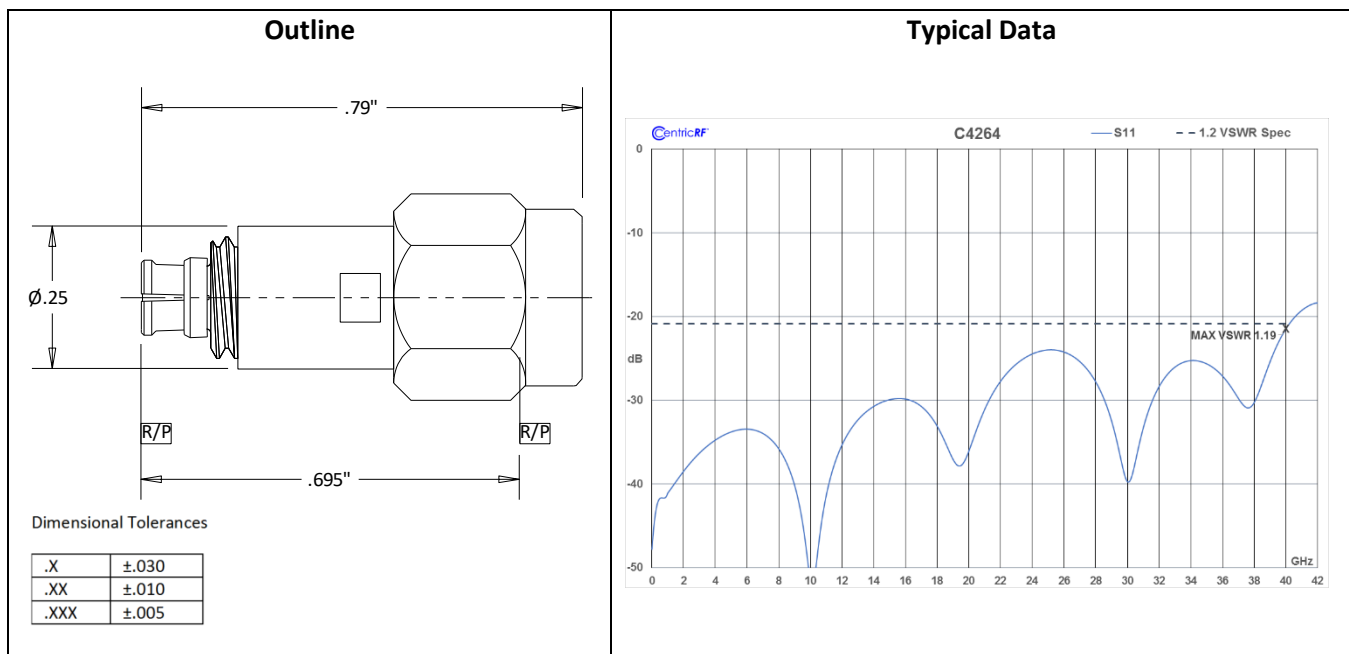 Outline
.79"
Ø.25
R/P
R/P
.695"
Dimensional Tolerances
.X ±.030
.XX ±.010
.XXX ±.005
Typical Data
CentricRF C4264 S11 1.2 VSWR Spec
0
-10
-20
MAX VSWR 1.19
dB
-30
-40
-50
GHz
0 2 4 6 8 10 12 14 16 18 20 22 24 26 28 30 32 34 36 38 40 42